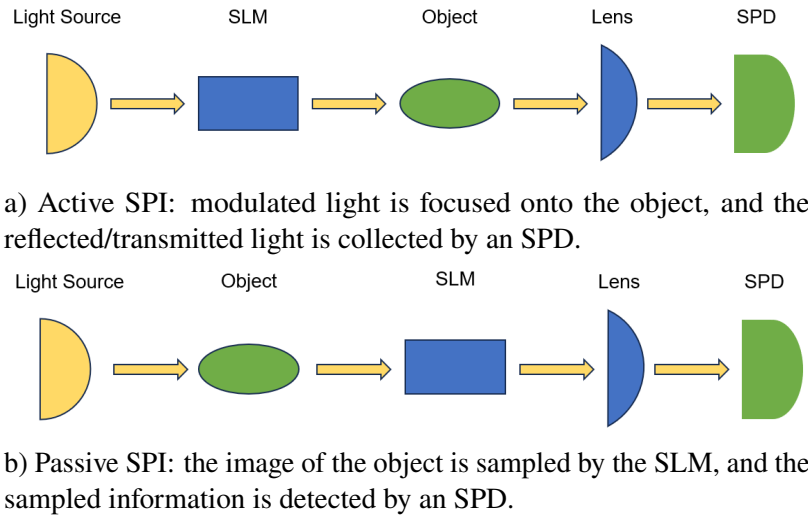 Light Source SLM Object Lens SPD
a) Active SPI: modulated light is focused onto the object, and the
reflected/transmitted light is collected by an SPD.
Light Source Object SLM Lens SPD
b) Passive SPI: the image of the object is sampled by the SLM, and the
sampled information is detected by an SPD.